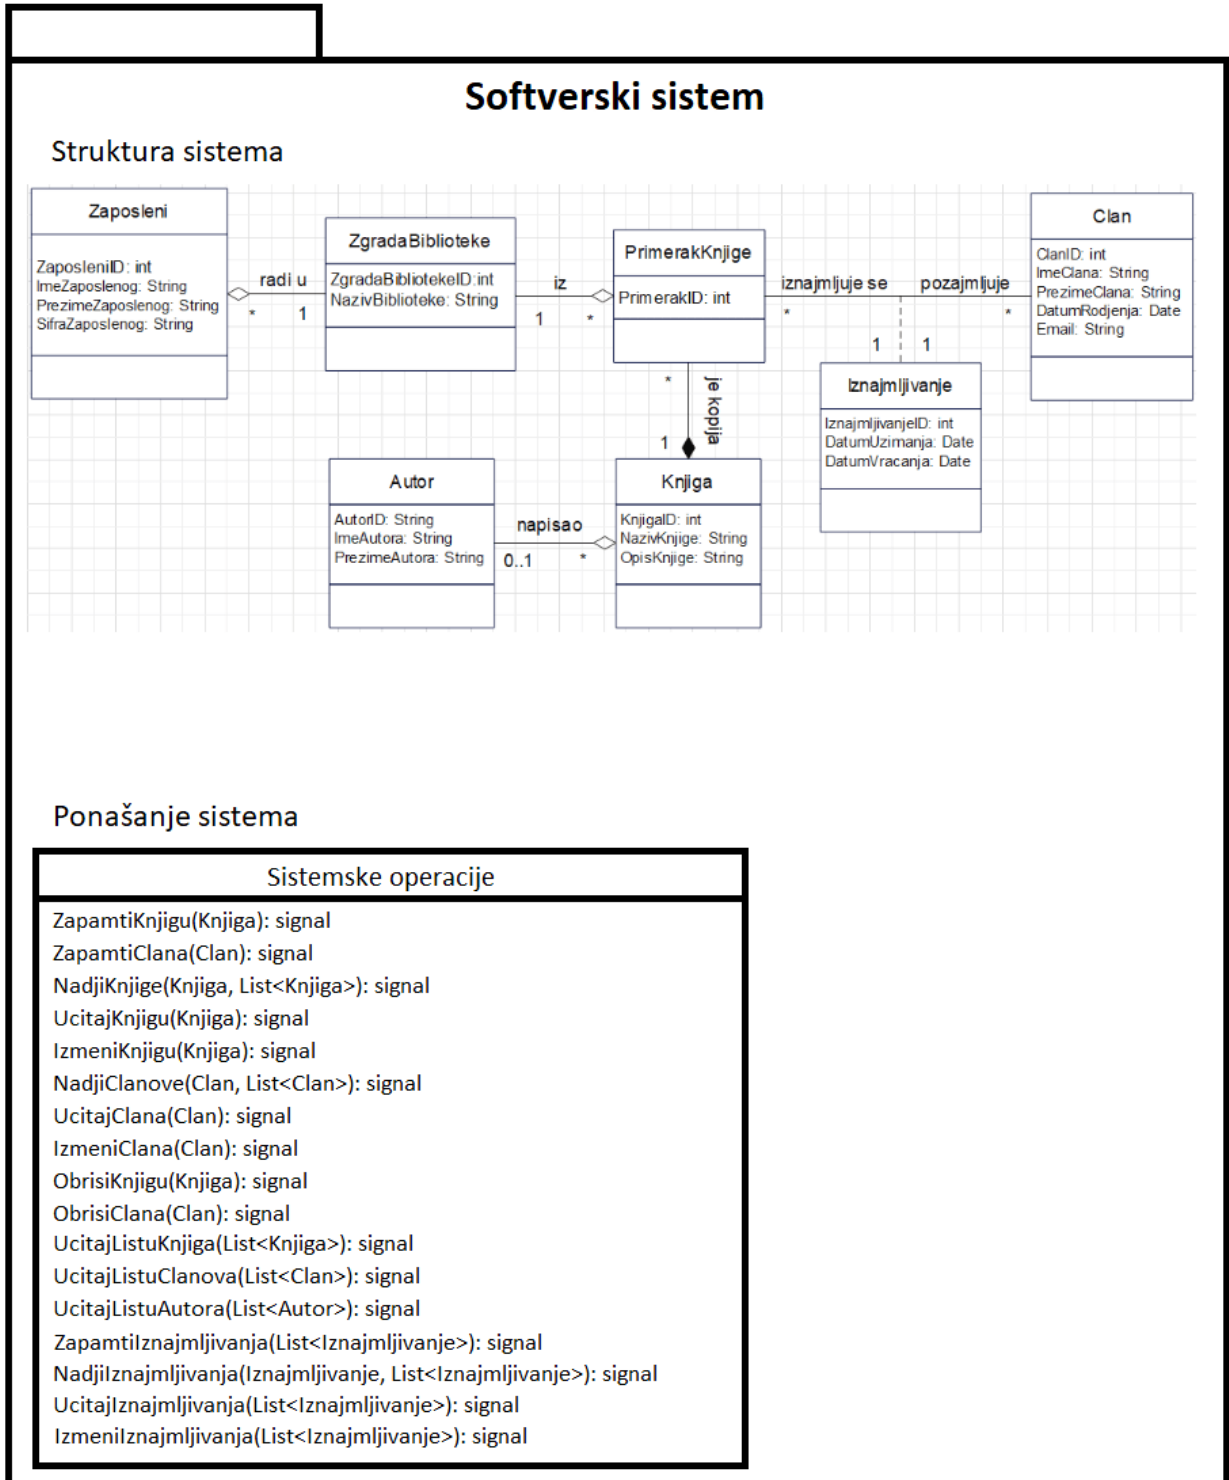 Softverski sistem
Struktura sistema
Zaposleni
ZaposleniID: int
ImeZaposlenog: String
PrezimeZaposlenog: String
SifraZaposlenog: String
radi u
*
1
ZgradaBiblioteke
ZgradaBibliotekeID:int
NazivBiblioteke: String
iz
1
*
PrimerakKnjige
PrimerakID: int
iznajmljuje se
pozajmljuje
*
*
Clan
ClanID: int
ImeClana: String
PrezimeClana: String
DatumRodjenja: Date
Email: String
1
1
Iznajmljivanje
IznajmljivanjeID: int
DatumUzimanja: Date
DatumVracanja: Date
*
je kopija
1
Autor
AutorID: String
ImeAutora: String
PrezimeAutora: String
napisao
0..1
*
Knjiga
KnjigaID: int
NazivKnjige: String
OpisKnjige: String
Ponašanje sistema
Sistemske operacije
ZapamtiKnjigu(Knjiga): signal
ZapamtiClana(Clan): signal
NadjiKnjige(Knjiga, List<Knjiga>): signal
UcitajKnjigu(Knjiga): signal
IzmeniKnjigu(Knjiga): signal
NadjiClanove(Clan, List<Clan>): signal
UcitajClana(Clan): signal
IzmeniClana(Clan): signal
ObrisiKnjigu(Knjiga): signal
ObrisiClana(Clan): signal
UcitajListuKnjiga(List<Knjiga>): signal
UcitajListuClanova(List<Clan>): signal
UcitajListuAutora(List<Autor>): signal
ZapamtiIznajmljivanja(List<Iznajmljivanje>): signal
NadjiIznajmljivanja(Iznajmljivanje, List<Iznajmljivanje>): signal
UcitajIznajmljivanja(List<Iznajmljivanje>): signal
IzmeniIznajmljivanja(List<Iznajmljivanje>): signal